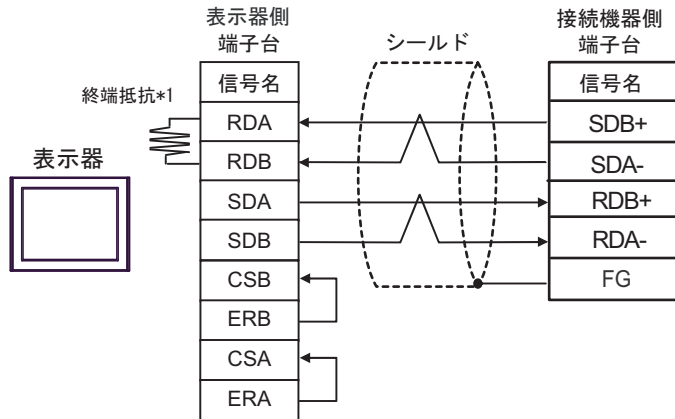 表示器側
端子台
シールド
接続機器側
端子台
信号名
信号名
終端抵抗*1
RDA
SDB+
表示器
RDB
SDA-
SDA
RDB+
SDB
RDA-
CSB
FG
ERB
CSA
ERA